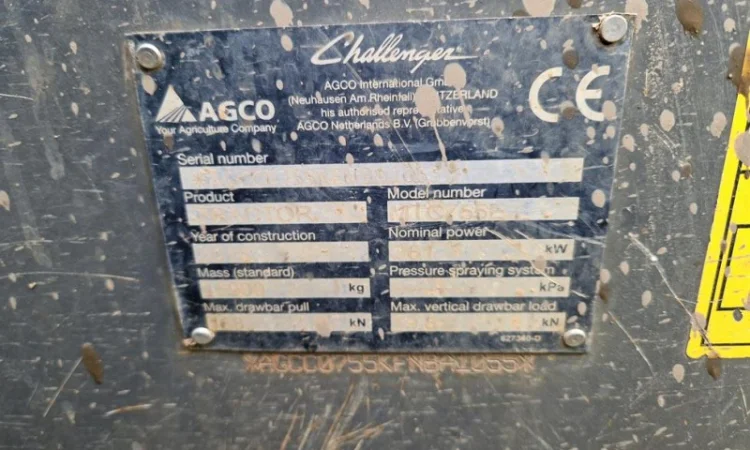 Challenger
AGCO International GmbH
(Neuhausen Am Rheinfall) SWITZERLAND
his authorised representative
AGCO Netherlands B.V. (Grubbenvorst)
AGCO
Your Agriculture Company
CE
Serial number
Product
Model number
Year of construction
Nominal power
kW
Mass (standard)
kg
Pressure spraying system
kPa
Max. drawbar pull
kN
Max. vertical drawbar load
kN